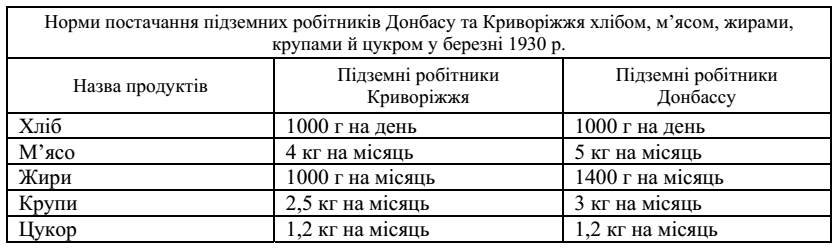 Норми постачання підземних робітників Донбасу та Криворіжжя хлібом, м’ясом, жирами,
крупами й цукром у березні 1930 р.
Назва продуктів Підземні робітники Криворіжжя Підземні робітники Донбассу
Хліб 1000 г на день 1000 г на день
М’ясо 4 кг на місяць 5 кг на місяць
Жири 1000 г на місяць 1400 г на місяць
Крупи 2,5 кг на місяць 3 кг на місяць
Цукор 1,2 кг на місяць 1,2 кг на місяць